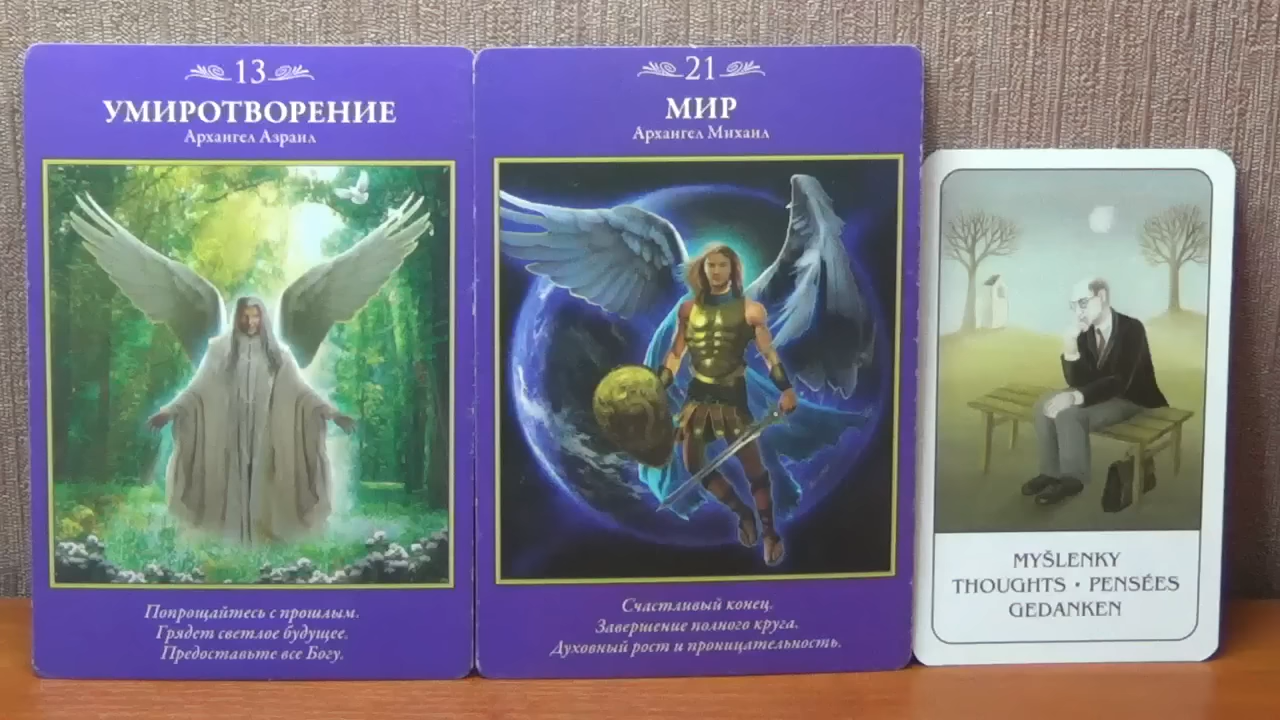 13
УМИРОТВОРЕНИЕ
Архангел Азраил
Попрощайтесь с прошлым.
Грядет светлое будущее.
Предоставьте все Богу.
21
МИР
Архангел Михаил
Счастливый конец.
Завершение полного круга.
Духовный рост и проницательность.
MYŠLENKY
THOUGHTS • PENSÉES
GEDANKEN